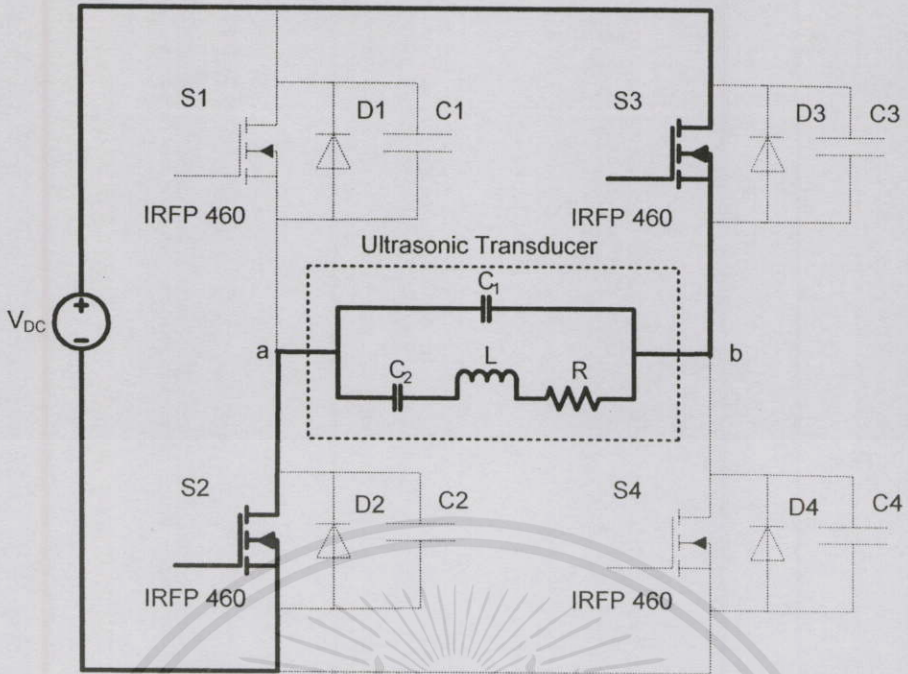 S1
D1
C1
IRFP 460
S3
D3
C3
IRFP 460
Ultrasonic Transducer
C₁
C₂
L
R
V_DC
+
-
a
b
S2
D2
C2
IRFP 460
S4
D4
C4
IRFP 460